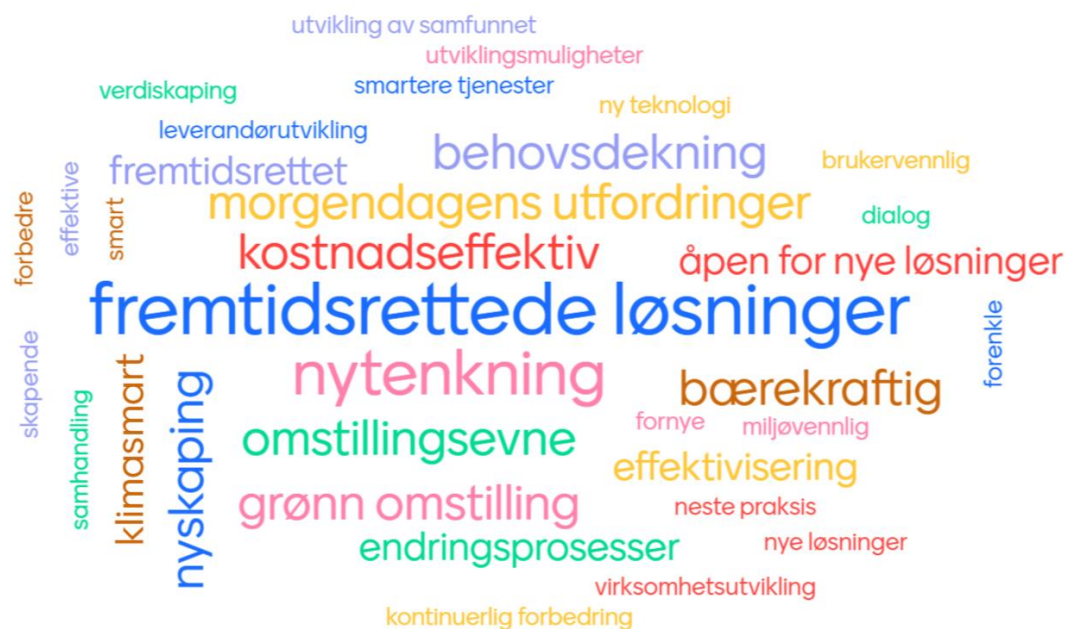 utvikling av samfunnet
utviklingsmuligheter
verdiskaping
smartere tjenester
ny teknologi
leverandørutvikling
fremtidsrettet
behovsdekning
brukervennlig
forbedre
effektive
smart
morgendagens utfordringer
dialog
kostnadseffektiv
åpen for nye løsninger
fremtidsrettede løsninger
forenkle
skapende
samhandling
klimasmart
nyskaping
nytenkning
bærekraftig
fornye
miljøvennlig
omstillingsevne
effektivisering
grønn omstilling
neste praksis
endringsprosesser
nye løsninger
virksomhetsutvikling
kontinuerlig forbedring